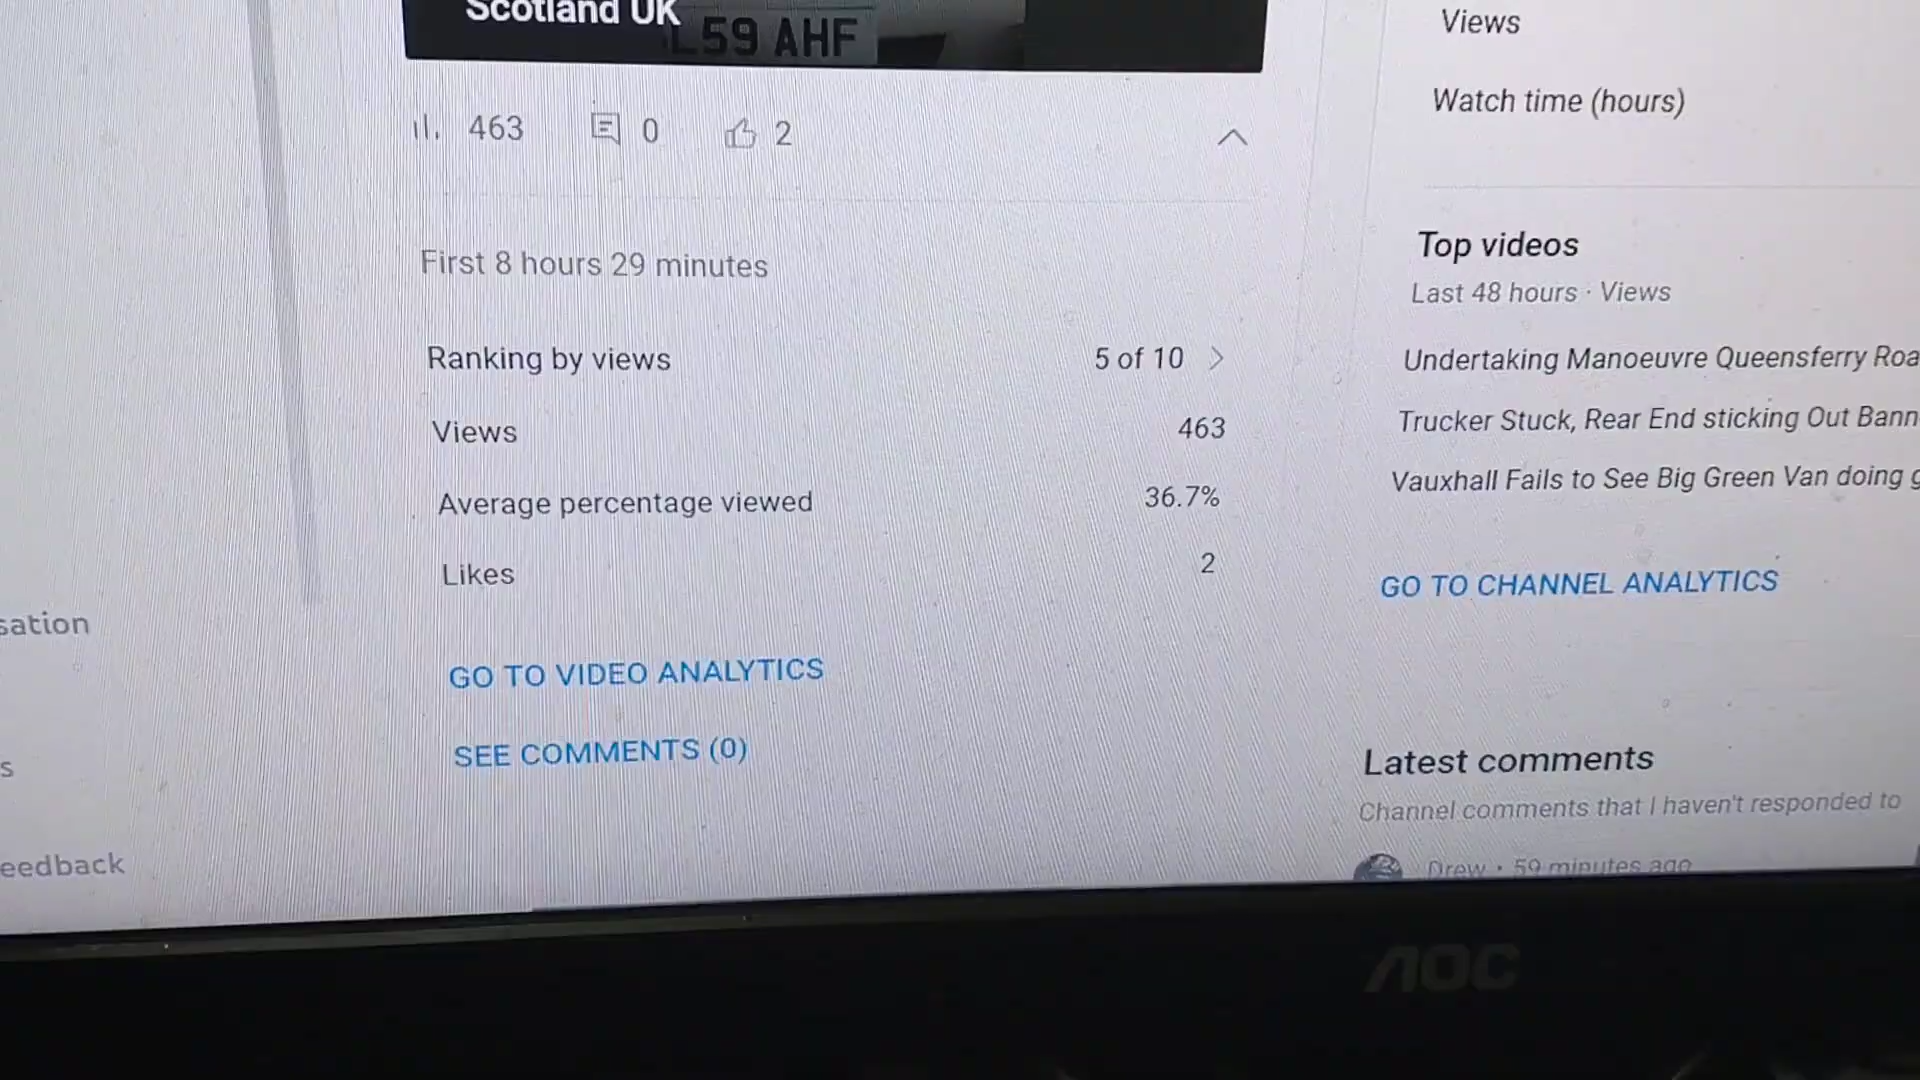 Scotland UK
L59 AHF
463
0
2
First 8 hours 29 minutes
Ranking by views
5 of 10
Views
463
Average percentage viewed
36.7%
Likes
2
GO TO VIDEO ANALYTICS
SEE COMMENTS (0)
sation
s
eedback
Views
Watch time (hours)
Top videos
Last 48 hours · Views
Undertaking Manoeuvre Queensferry Roa
Trucker Stuck, Rear End sticking Out Bann
Vauxhall Fails to See Big Green Van doing g
GO TO CHANNEL ANALYTICS
Latest comments
Channel comments that I haven't responded to
Drew • 59 minutes ago
AOC